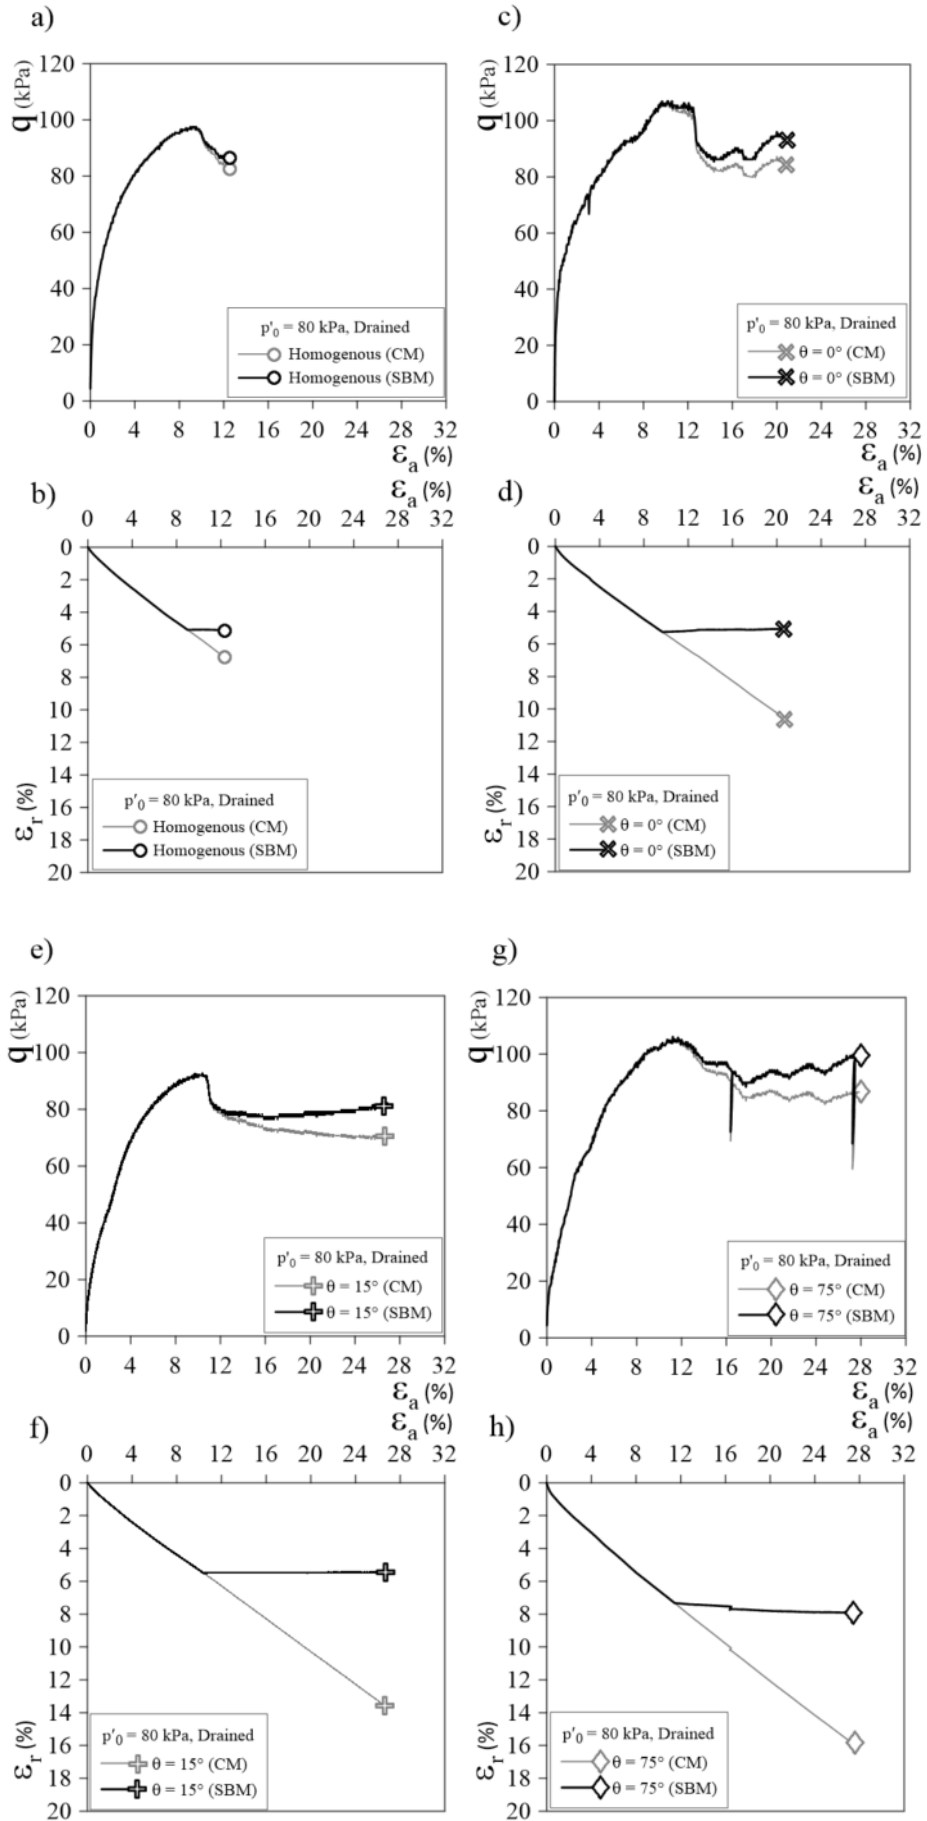 a)
q (kPa)
120
100
80
60
40
20
0
0 4 8 12 16 20 24 28 32
εa (%)
p'0 = 80 kPa, Drained
Homogenous (CM)
Homogenous (SBM)
c)
q (kPa)
120
100
80
60
40
20
0
0 4 8 12 16 20 24 28 32
εa (%)
p'0 = 80 kPa, Drained
θ = 0° (CM)
θ = 0° (SBM)
b)
εa (%)
0 4 8 12 16 20 24 28 32
0
2
4
6
8
10
12
14
16
18
20
εr (%)
p'0 = 80 kPa, Drained
Homogenous (CM)
Homogenous (SBM)
d)
εa (%)
0 4 8 12 16 20 24 28 32
0
2
4
6
8
10
12
14
16
18
20
εr (%)
p'0 = 80 kPa, Drained
θ = 0° (CM)
θ = 0° (SBM)
e)
q (kPa)
120
100
80
60
40
20
0
0 4 8 12 16 20 24 28 32
εa (%)
p'0 = 80 kPa, Drained
θ = 15° (CM)
θ = 15° (SBM)
g)
q (kPa)
120
100
80
60
40
20
0
0 4 8 12 16 20 24 28 32
εa (%)
p'0 = 80 kPa, Drained
θ = 75° (CM)
θ = 75° (SBM)
f)
εa (%)
0 4 8 12 16 20 24 28 32
0
2
4
6
8
10
12
14
16
18
20
εr (%)
p'0 = 80 kPa, Drained
θ = 15° (CM)
θ = 15° (SBM)
h)
εa (%)
0 4 8 12 16 20 24 28 32
0
2
4
6
8
10
12
14
16
18
20
εr (%)
p'0 = 80 kPa, Drained
θ = 75° (CM)
θ = 75° (SBM)